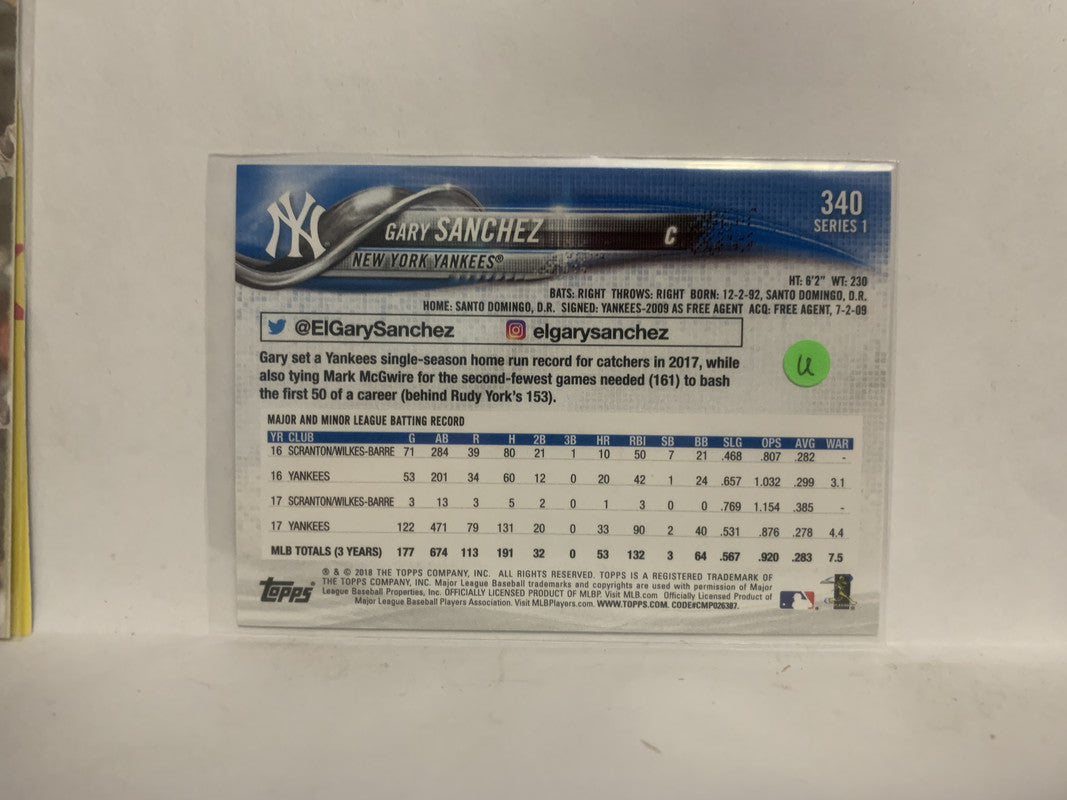 340
SERIES 1
NY
GARY SANCHEZ
C
NEW YORK YANKEES®
HT: 6'2" WT: 230
BATS: RIGHT THROWS: RIGHT BORN: 12-2-92, SANTO DOMINGO, D.R.
HOME: SANTO DOMINGO, D.R. SIGNED: YANKEES-2009 AS FREE AGENT ACQ: FREE AGENT, 7-2-09
@ElGarySanchez elgarysanchez
U
Gary set a Yankees single-season home run record for catchers in 2017, while
also tying Mark McGwire for the second-fewest games needed (161) to bash
the first 50 of a career (behind Rudy York's 153).
MAJOR AND MINOR LEAGUE BATTING RECORD
YR CLUB G AB R H 2B 3B HR RBI SB BB SLG OPS AVG WAR
16 SCRANTON/WILKES-BARRE 71 284 39 80 21 1 10 50 7 21 .468 .807 .282 -
16 YANKEES 53 201 34 60 12 0 20 42 1 24 .657 1.032 .299 3.1
17 SCRANTON/WILKES-BARRE 3 13 3 5 2 0 1 3 0 0 .769 1.154 .385 -
17 YANKEES 122 471 79 131 20 0 33 90 2 40 .531 .876 .278 4.4
MLB TOTALS (3 YEARS) 177 674 113 191 32 0 53 132 3 64 .567 .920 .283 7.5
Topps
® & © 2018 THE TOPPS COMPANY, INC. ALL RIGHTS RESERVED. TOPPS IS A REGISTERED TRADEMARK OF
THE TOPPS COMPANY, INC. Major League Baseball trademarks and copyrights are used with permission of Major
League Baseball Properties, Inc. OFFICIALLY LICENSED PRODUCT OF MLBP. Visit MLB.com Officially Licensed Product of
Major League Baseball Players Association. Visit MLBPlayers.com. WWW.TOPPS.COM. CODE#CMP026387.